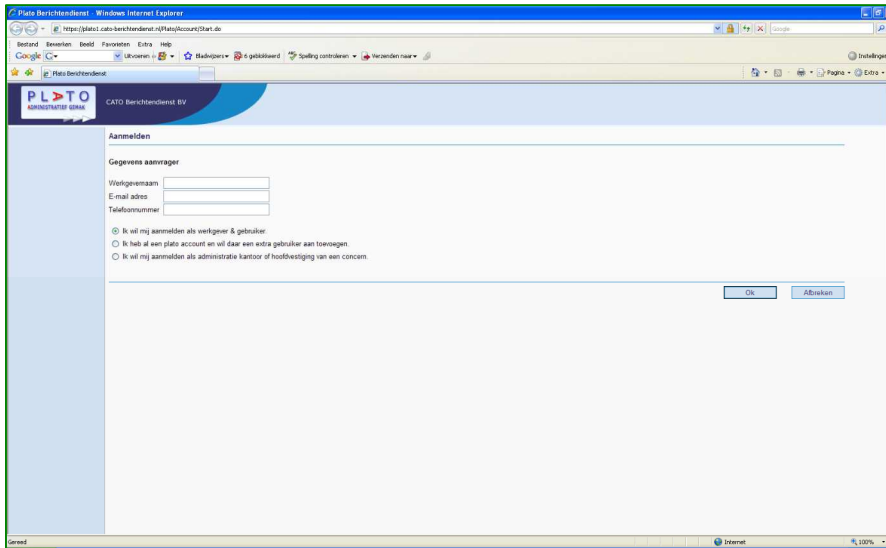 Plato Berichtendienst - Windows Internet Explorer
https://plato1.cato-berichtendienst.nl/Plato/Account/Start.do
Google
Bestand Bewerken Beeld Favorieten Extra Help
Google G Uitvoeren Bladwijzers 6 geblokkeerd Spelling controleren Verzenden naar Instellingen
Plato Berichtendienst Pagina Extra
PLATO
ADMINISTRATIEF GEMAK
CATO Berichtendienst BV
Aanmelden
Gegevens aanvrager
Werkgevernaam
E-mail adres
Telefoonnummer
Ik wil mij aanmelden als werkgever & gebruiker.
Ik heb al een plato account en wil daar een extra gebruiker aan toevoegen.
Ik wil mij aanmelden als administratie kantoor of hoofdvestiging van een concern.
Ok Afbreken
Gereed Internet 100%